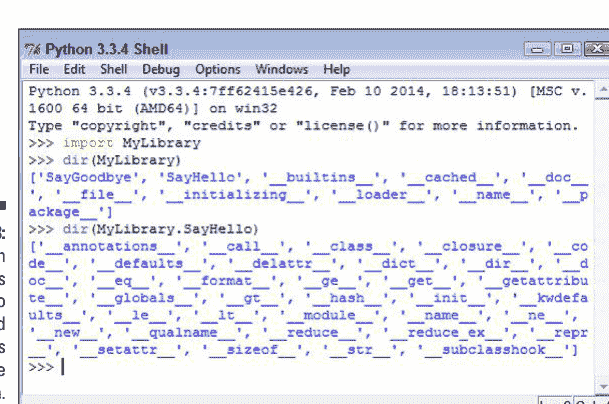 Python 3.3.4 Shell
File Edit Shell Debug Options Windows Help
Python 3.3.4 (v3.3.4:7ff62415e426, Feb 10 2014, 18:13:51) [MSC v.
1600 64 bit (AMD64)] on win32
Type "copyright", "credits" or "license()" for more information.
>>> import MyLibrary
>>> dir(MyLibrary)
['SayGoodbye', 'SayHello', '__builtins__', '__cached__', '__doc__
', '__file__', '__initializing__', '__loader__', '__name__', '__p
ackage__']
>>> dir(MyLibrary.SayHello)
['__annotations__', '__call__', '__class__', '__closure__', '__co
de__', '__defaults__', '__delattr__', '__dict__', '__dir__', '__d
oc__', '__eq__', '__format__', '__ge__', '__get__', '__getattribu
te__', '__globals__', '__gt__', '__hash__', '__init__', '__kwdefa
ults__', '__le__', '__lt__', '__module__', '__name__', '__ne__',
'__new__', '__qualname__', '__reduce__', '__reduce_ex__', '__repr
__', '__setattr__', '__sizeof__', '__str__', '__subclasshook__']
>>>